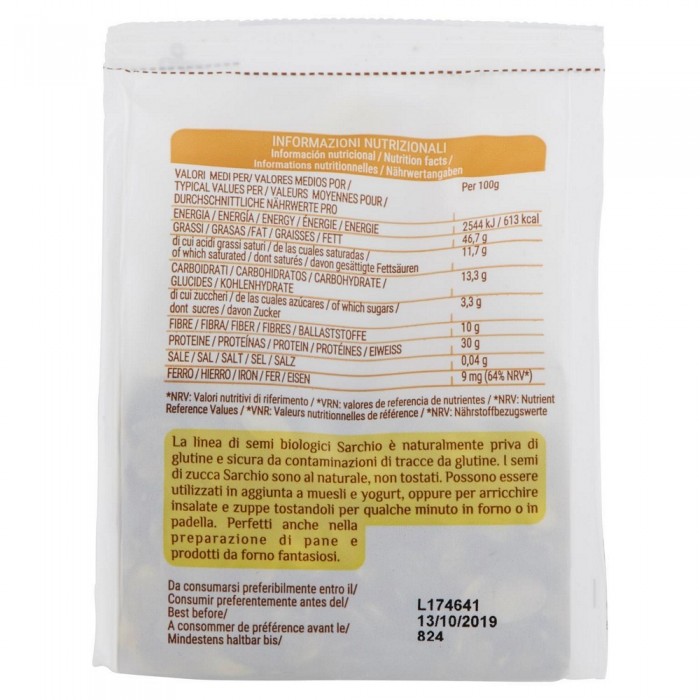 INFORMAZIONI NUTRIZIONALI
Información nutricional / Nutrition facts /
Informations nutritionnelles / Nährwertangaben
VALORI MEDI PER/ VALORES MEDIOS POR /
TYPICAL VALUES PER / VALEURS MOYENNES POUR /
DURCHSCHNITTLICHE NÄHRWERTE PRO
Per 100g
ENERGIA / ENERGÍA / ENERGY / ÉNERGIE / ENERGIE
2544 kJ / 613 kcal
GRASSI / GRASAS /FAT / GRAISSES / FETT
46,7 g
di cui acidi grassi saturi / de las cuales saturadas /
of which saturated / dont saturés / davon gesättigte Fettsäuren
11,7 g
CARBOIDRATI / CARBOHIDRATOS / CARBOHYDRATE /
GLUCIDES / KOHLENHYDRATE
13,3 g
di cui zuccheri / de las cuales azúcares / of which sugars /
dont sucres / davon Zucker
3,3 g
FIBRE / FIBRA/ FIBER / FIBRES / BALLASTSTOFFE
10 g
PROTEINE / PROTEÍNAS / PROTEIN / PROTÉINES / EIWEISS
30 g
SALE / SAL / SALT / SEL / SALZ
0,04 g
FERRO / HIERRO / IRON / FER / EISEN
9 mg (64% NRV*)
*NRV: Valori nutritivi di riferimento / *VRN: valores de referencia de nutrientes / *NRV: Nutrient
Reference Values / *VNR: Valeurs nutritionnelles de référence / *NRV: Nährstoffbezugswerte
La linea di semi biologici Sarchio è naturalmente priva di
glutine e sicura da contaminazioni di tracce da glutine. I semi
di zucca Sarchio sono al naturale, non tostati. Possono essere
utilizzati in aggiunta a muesli e yogurt, oppure per arricchire
insalate e zuppe tostandoli per qualche minuto in forno o in
padella. Perfetti anche nella
preparazione di pane e
prodotti da forno fantasiosi.
Da consumarsi preferibilmente entro il/
Consumir preferentemente antes del/
Best before/
A consommer de préférence avant le/
Mindestens haltbar bis/
L174641
13/10/2019
824